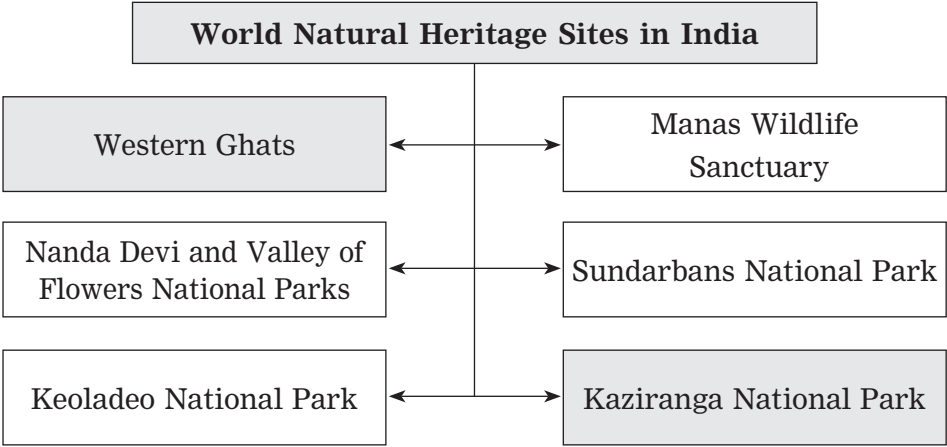 World Natural Heritage Sites in India
Western Ghats
Manas Wildlife
Sanctuary
Nanda Devi and Valley of
Flowers National Parks
Sundarbans National Park
Keoladeo National Park
Kaziranga National Park